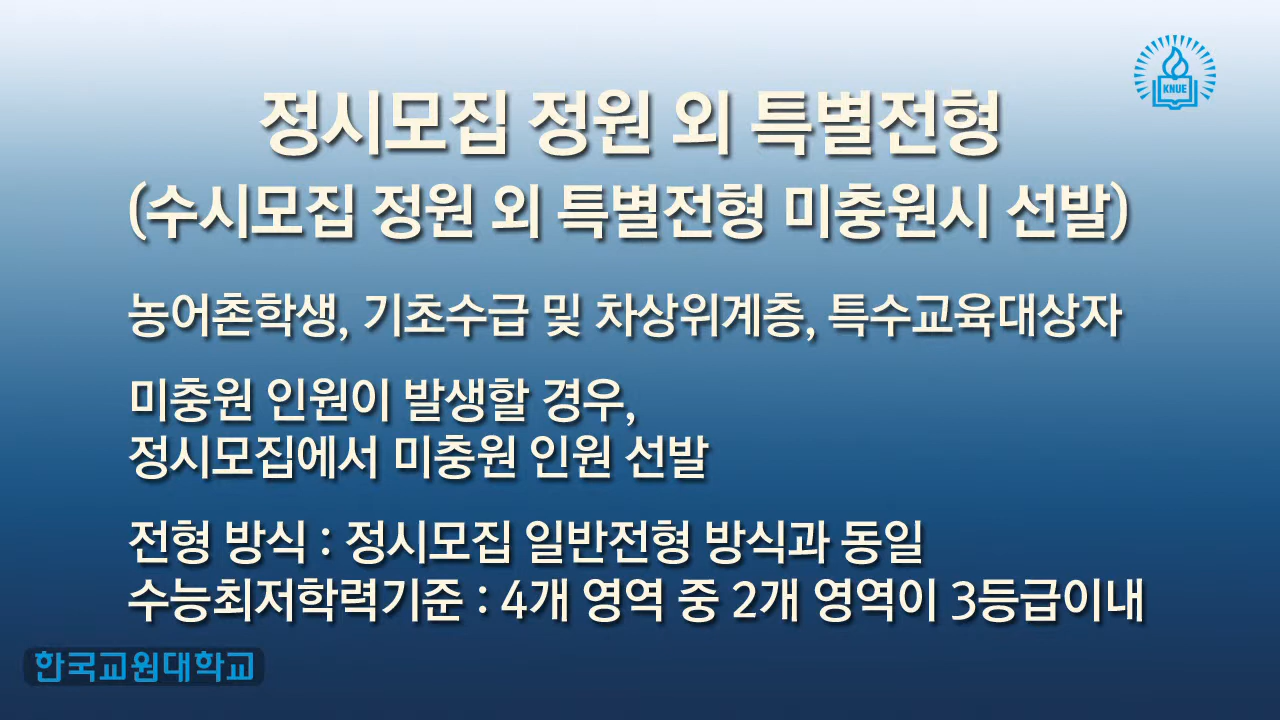 KNUE
정시모집 정원 외 특별전형
(수시모집 정원 외 특별전형 미충원시 선발)
농어촌학생, 기초수급 및 차상위계층, 특수교육대상자
미충원 인원이 발생할 경우,
정시모집에서 미충원 인원 선발
전형 방식 : 정시모집 일반전형 방식과 동일
수능최저학력기준 : 4개 영역 중 2개 영역이 3등급이내
한국교원대학교